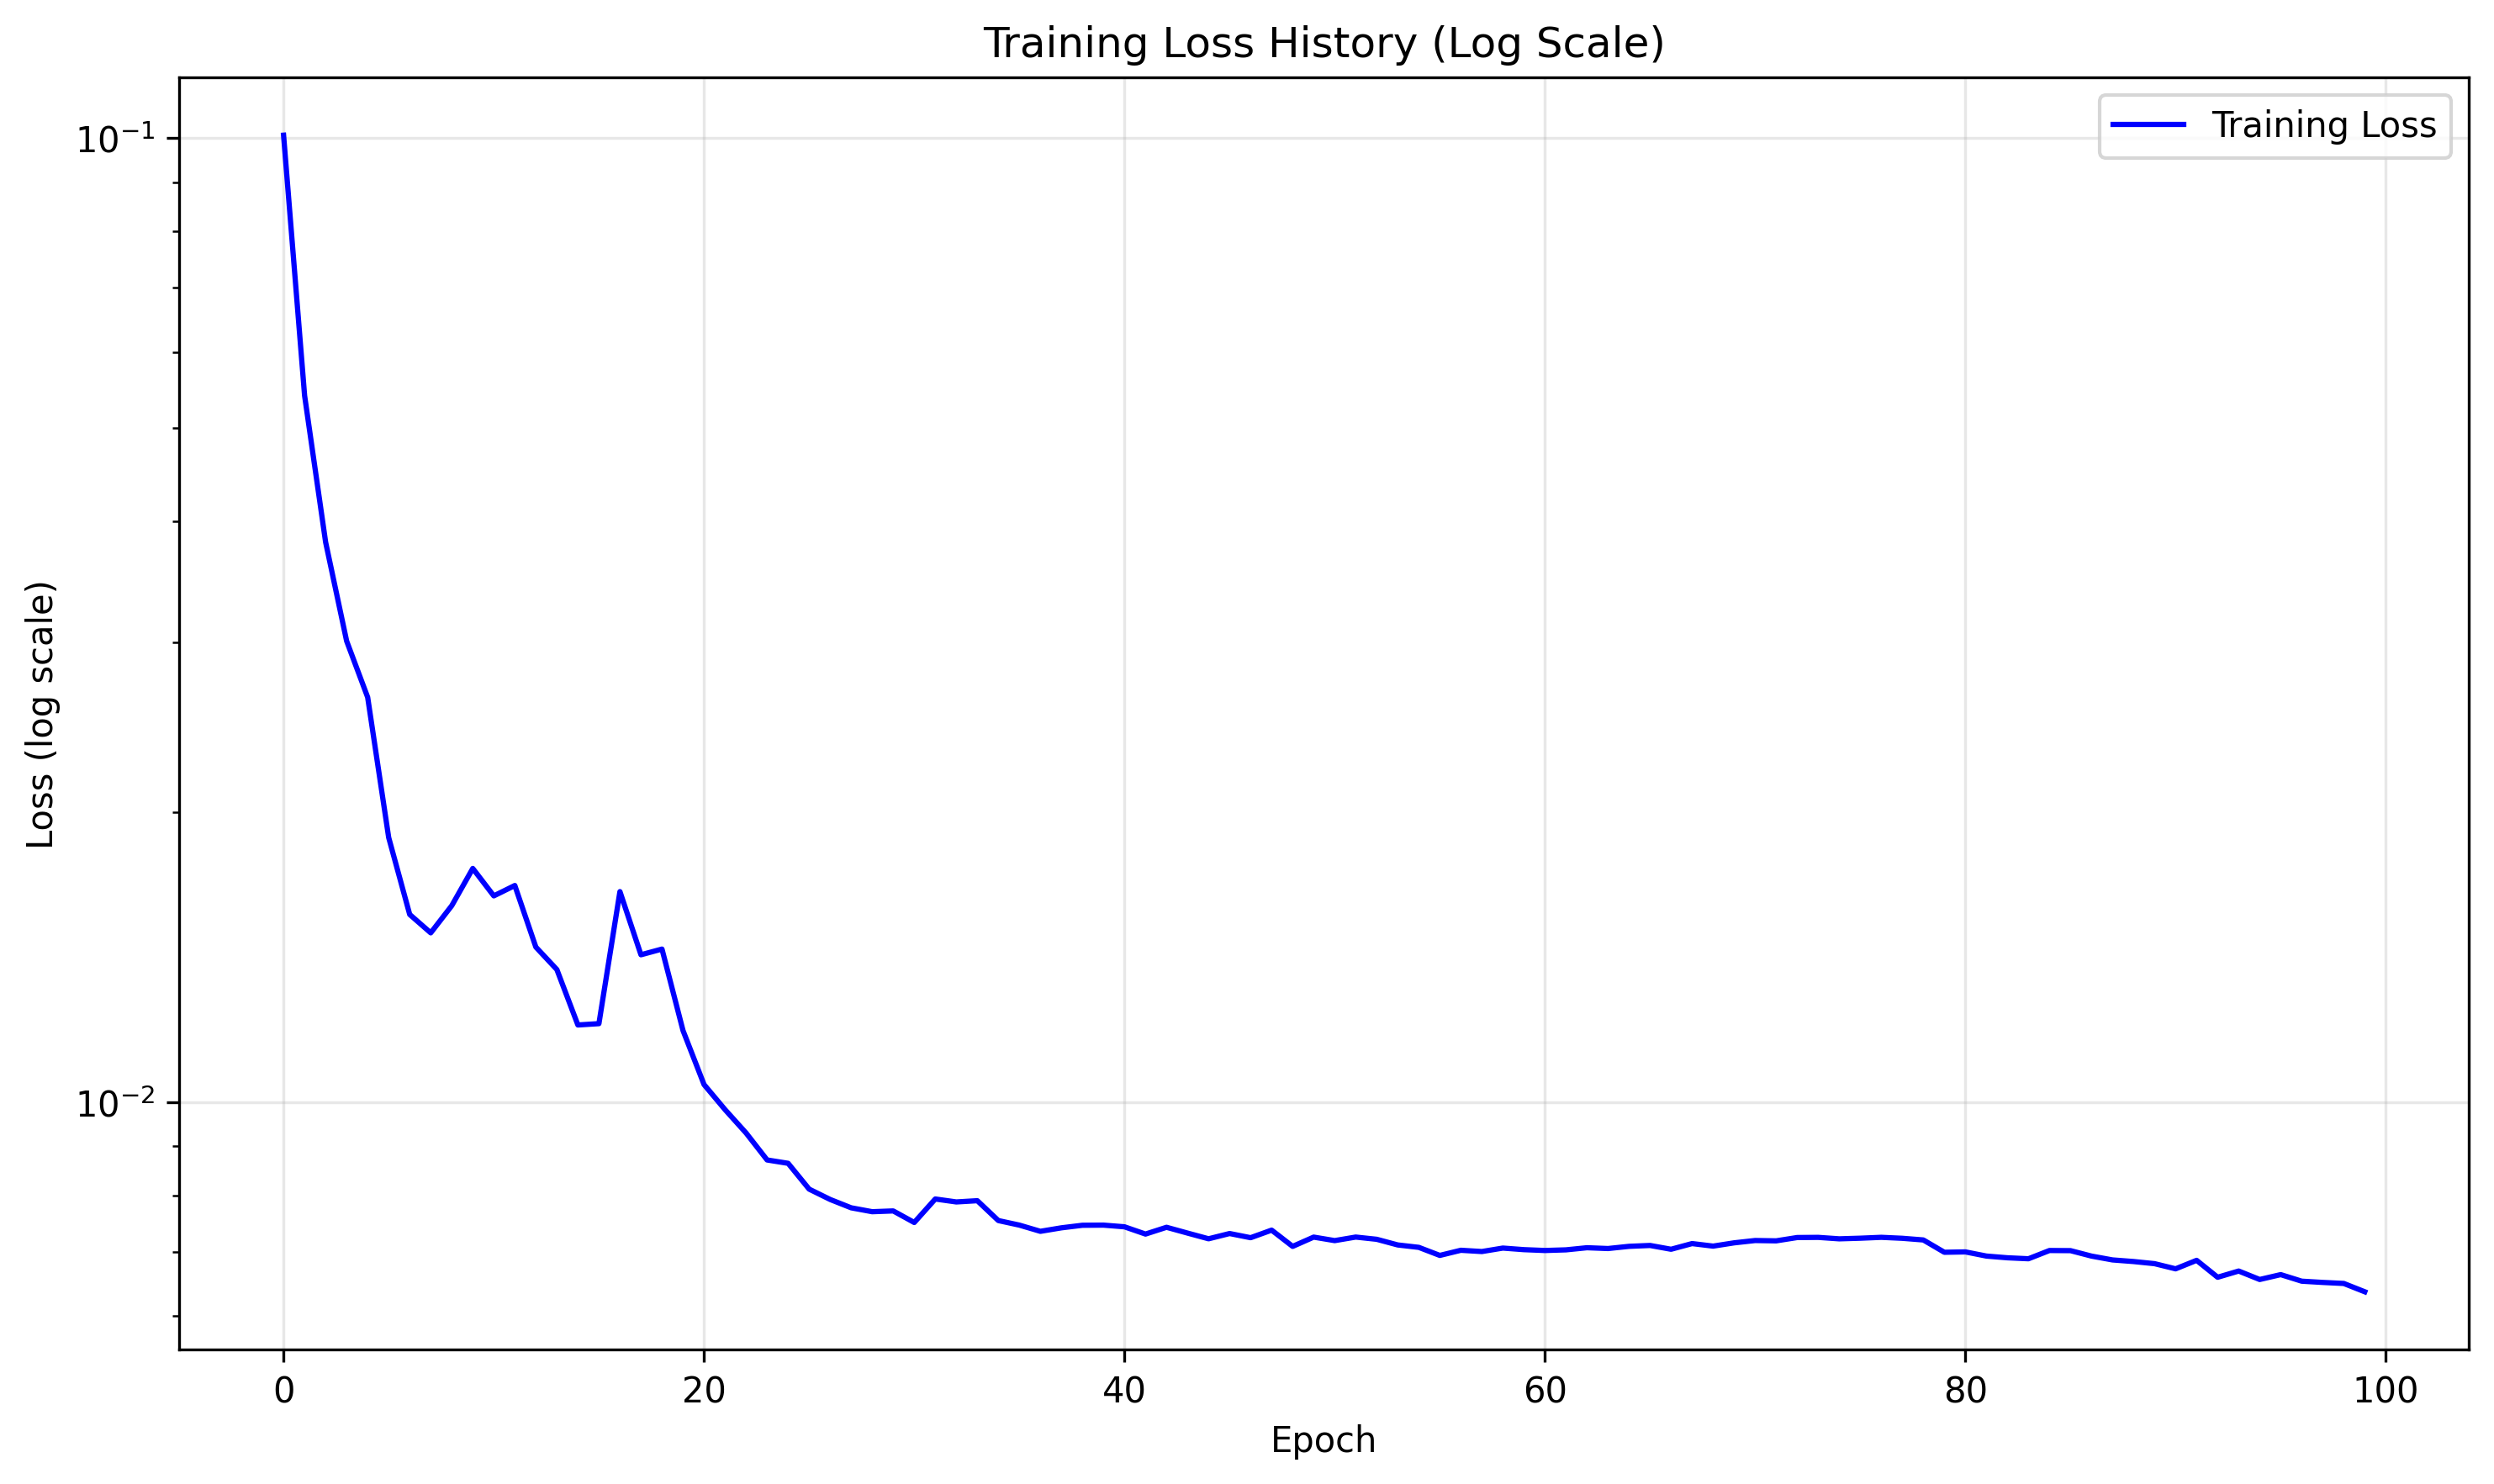 Training Loss History (Log Scale)
Training Loss
10⁻¹
10⁻²
Loss (log scale)
0 20 40 60 80 100
Epoch